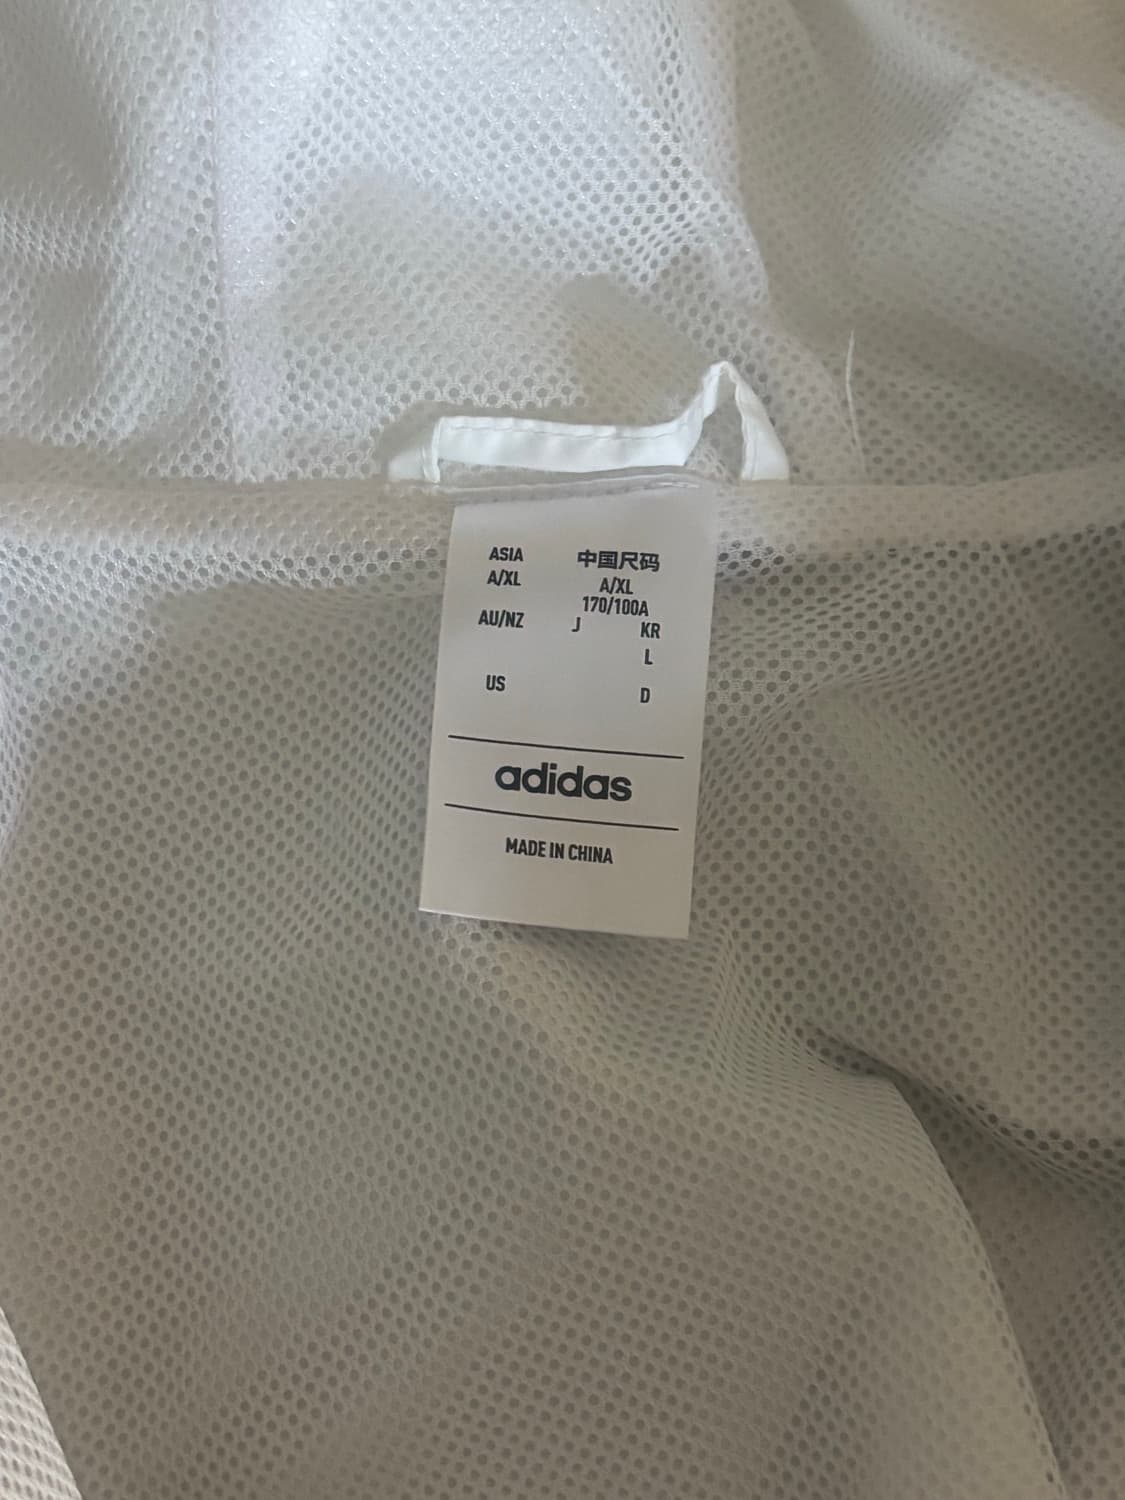 ASIA 中国尺码
A/XL A/XL
170/100A
AU/NZ J KR
L
US D
adidas
MADE IN CHINA